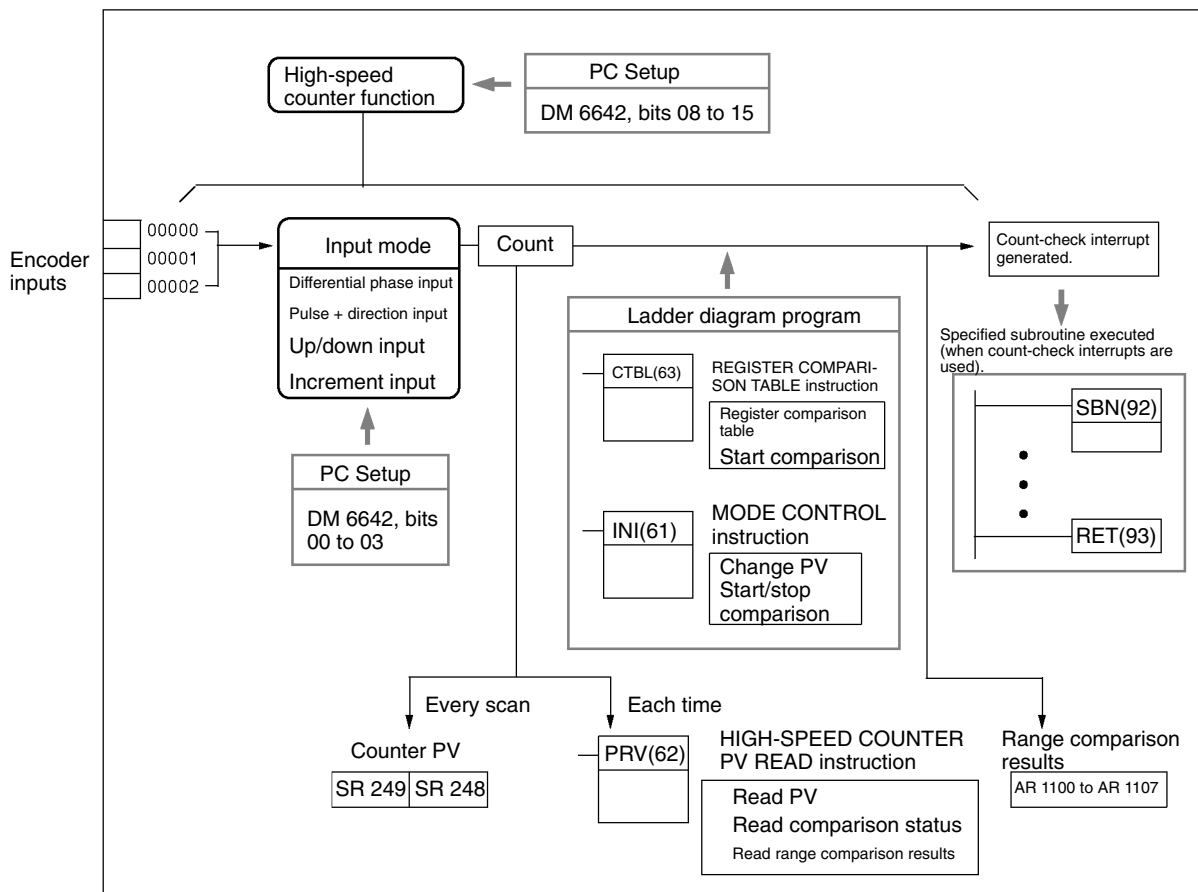 High-speed
counter function
PC Setup
DM 6642, bits 08 to 15
Encoder
inputs
00000
00001
00002
Input mode
Differential phase input
Pulse + direction input
Up/down input
Increment input
Count
Count-check interrupt
generated.
PC Setup
DM 6642, bits
00 to 03
Ladder diagram program
CTBL(63)
REGISTER COMPARI-
SON TABLE instruction
Register comparison
table
Start comparison
INI(61)
MODE CONTROL
instruction
Change PV
Start/stop
comparison
Specified subroutine executed
(when count-check interrupts are
used).
SBN(92)
RET(93)
Every scan
Counter PV
SR 249 SR 248
Each time
PRV(62)
HIGH-SPEED COUNTER
PV READ instruction
Read PV
Read comparison status
Read range comparison results
Range comparison
results
AR 1100 to AR 1107